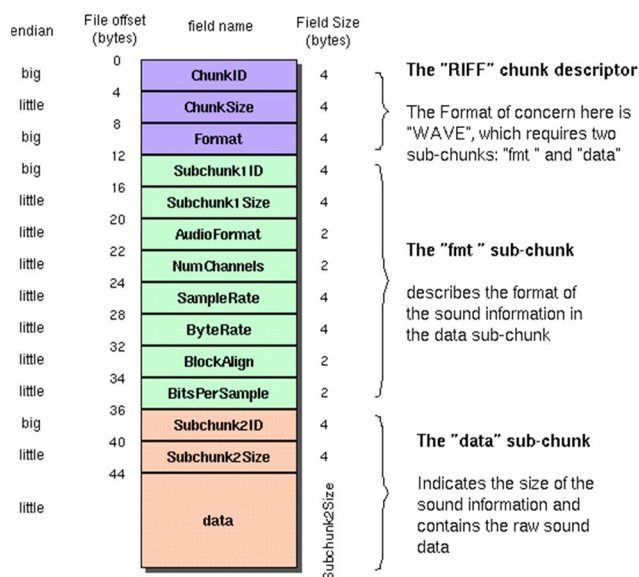 endian
File offset
(bytes)
field name
Field Size
(bytes)
0
big
ChunkID
4
4
little
ChunkSize
4
8
big
Format
4
12
big
Subchunk1ID
4
16
little
Subchunk1Size
4
20
little
AudioFormat
2
22
little
NumChannels
2
24
little
SampleRate
4
28
little
ByteRate
4
32
little
BlockAlign
2
34
little
BitsPerSample
2
36
big
Subchunk2ID
4
40
little
Subchunk2Size
4
44
little
data
Subchunk2Size
The "RIFF" chunk descriptor
The Format of concern here is
"WAVE", which requires two
sub-chunks: "fmt " and "data"
The "fmt " sub-chunk
describes the format of
the sound information in
the data sub-chunk
The "data" sub-chunk
Indicates the size of the
sound information and
contains the raw sound
data